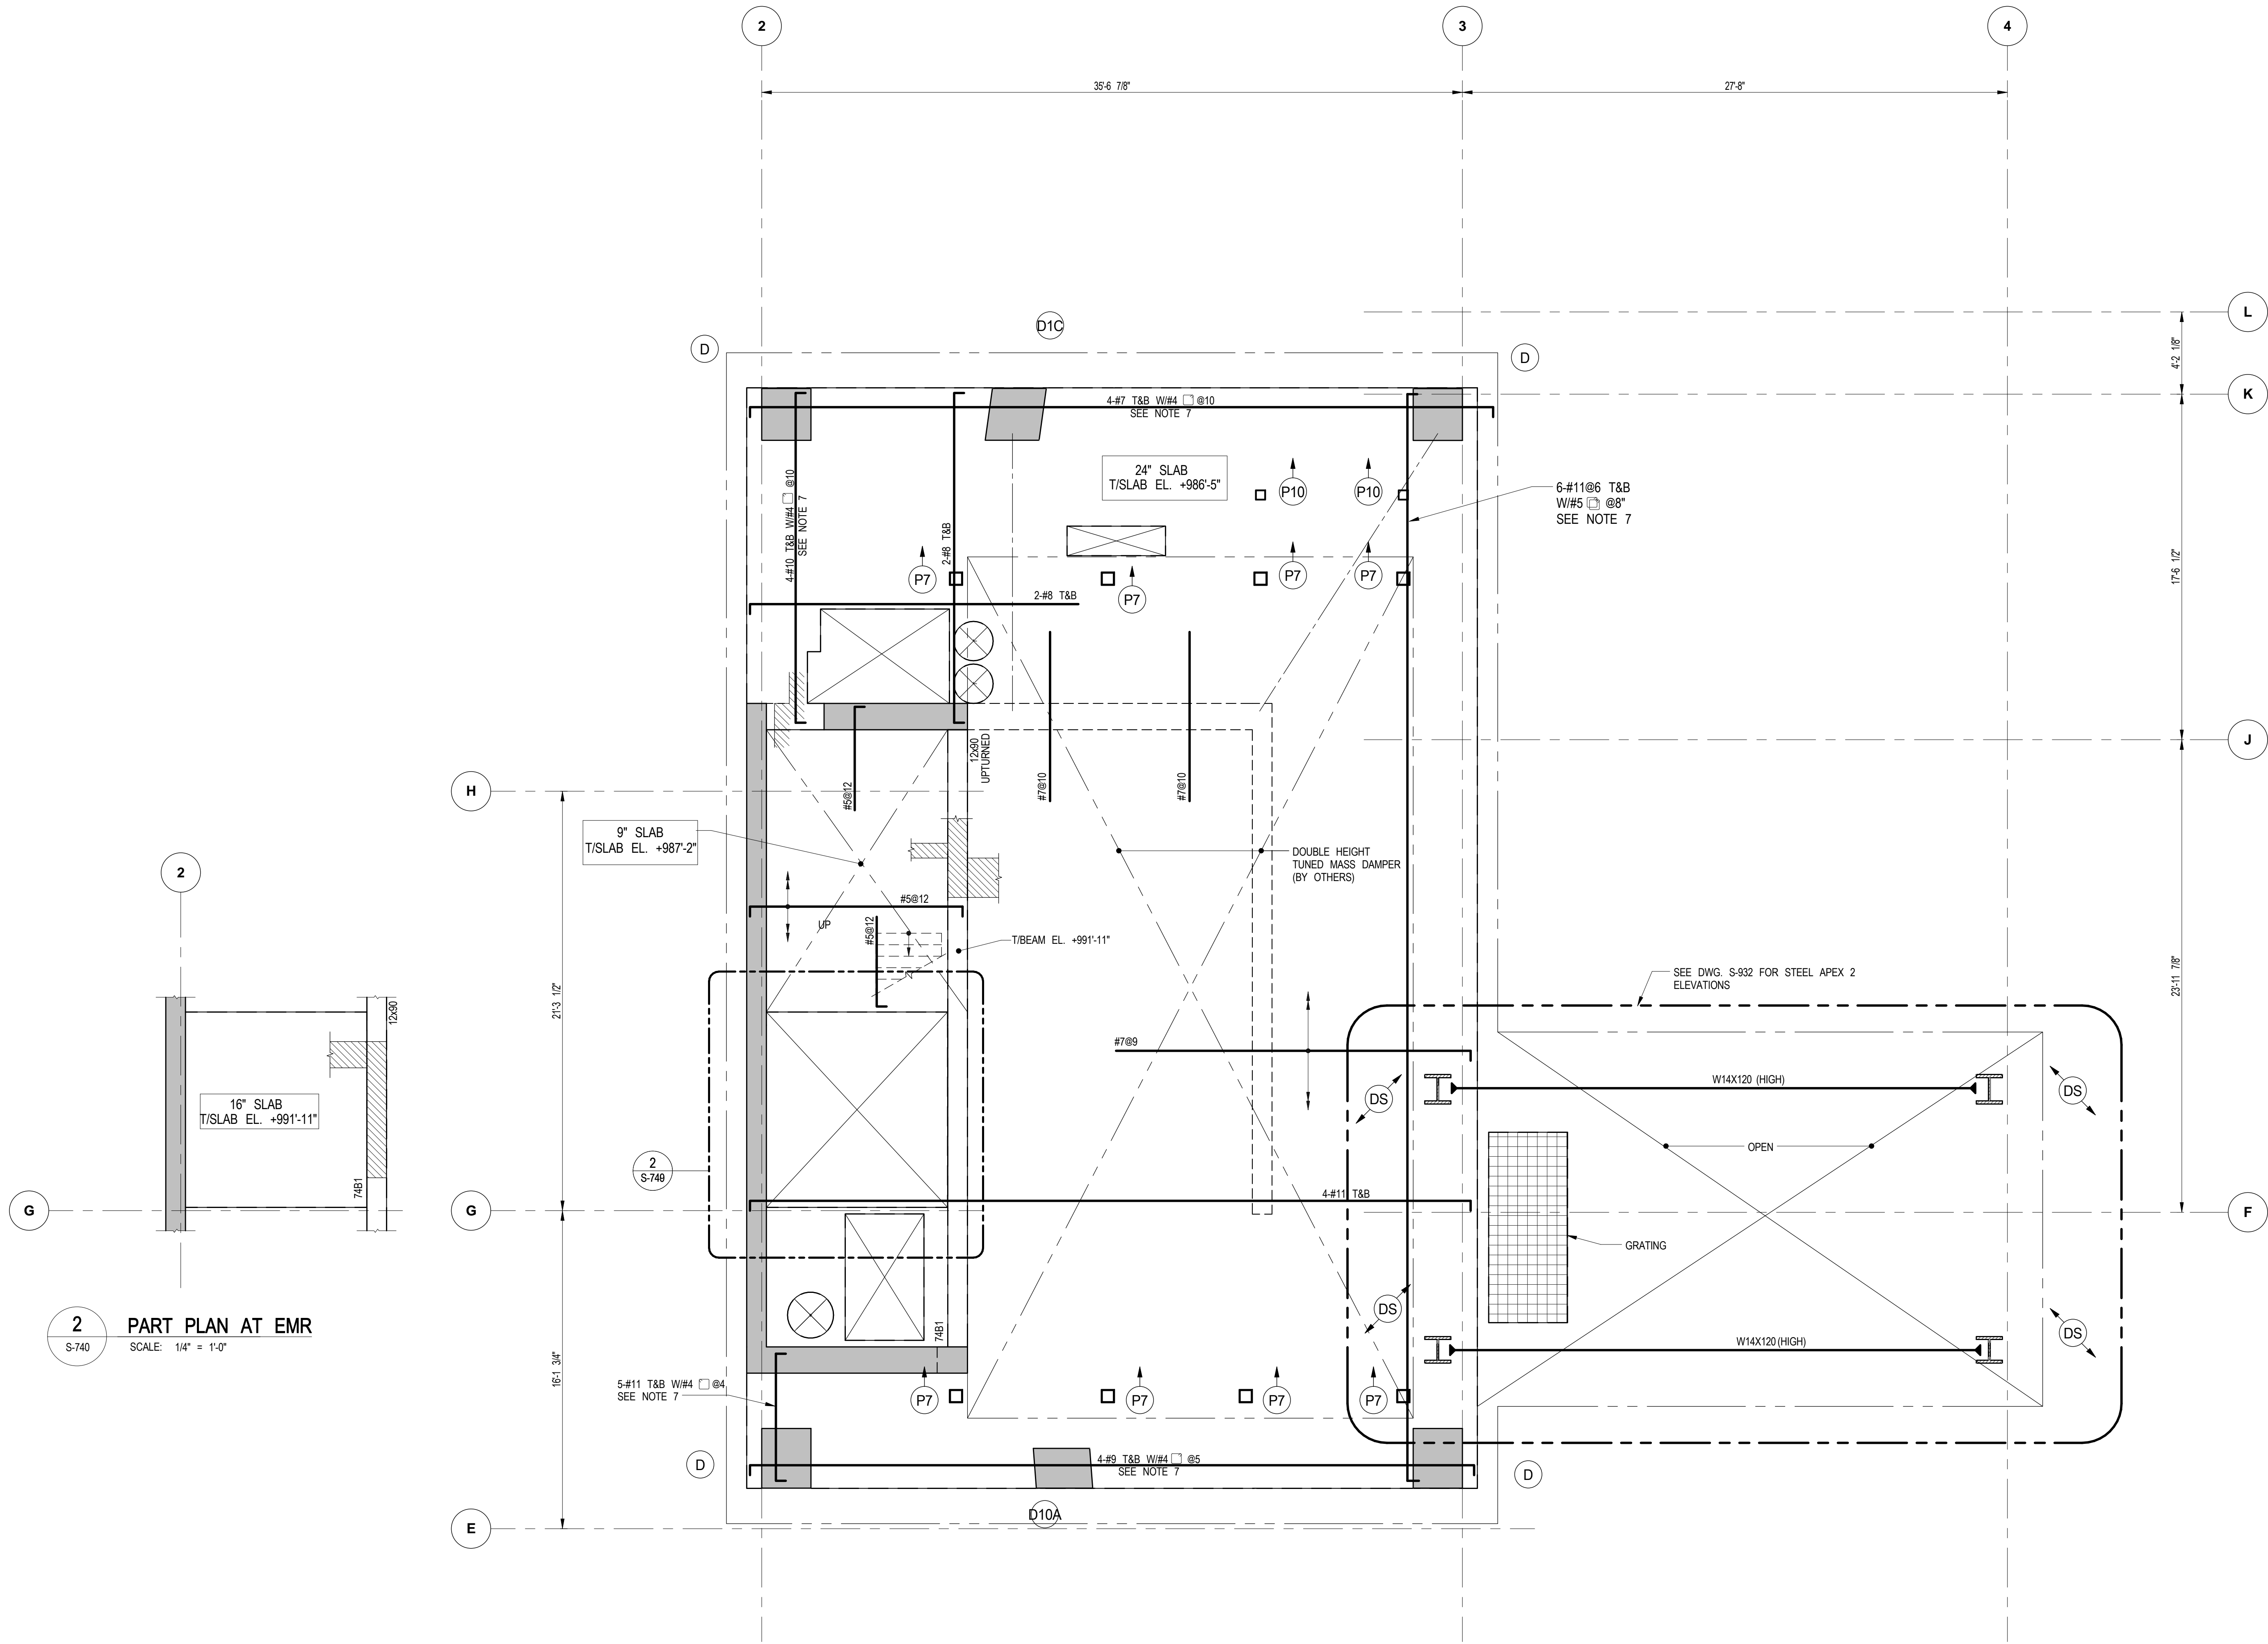 2
3
4
35'-6 7/8"
27'-8"
L
4'-2 1/8"
D1C
D
D
K
4-#7 T&B W/#4 @10
SEE NOTE 7
24" SLAB
T/SLAB EL. +986'-5"
P10
P10
6-#11@6 T&B
W/#5 @8"
SEE NOTE 7
4-#10 T&B W/#4 @10
SEE NOTE 7
2-#8 T&B
17'-6 1/2"
P7
P7
P7
P7
2-#8 T&B
J
12x90
UPTURNED
#5@12
#7@10
#7@10
H
9" SLAB
T/SLAB EL. +987'-2"
DOUBLE HEIGHT
TUNED MASS DAMPER
(BY OTHERS)
2
#5@12
UP
#5@12
T/BEAM EL. +991'-11"
SEE DWG. S-932 FOR STEEL APEX 2
ELEVATIONS
23'-11 7/8"
21'-3 1/2"
12x90
#7@9
W14X120 (HIGH)
DS
DS
16" SLAB
T/SLAB EL. +991'-11"
OPEN
2
S-740
74B1
4-#11 T&B
G
G
F
GRATING
DS
DS
2
S-740
PART PLAN AT EMR
SCALE: 1/4" = 1'-0"
74B1
W14X120 (HIGH)
16'-1 3/4"
5-#11 T&B W/#4 @4
SEE NOTE 7
P7
P7
P7
P7
D
4-#9 T&B W/#4 @5
SEE NOTE 7
D
D10A
E